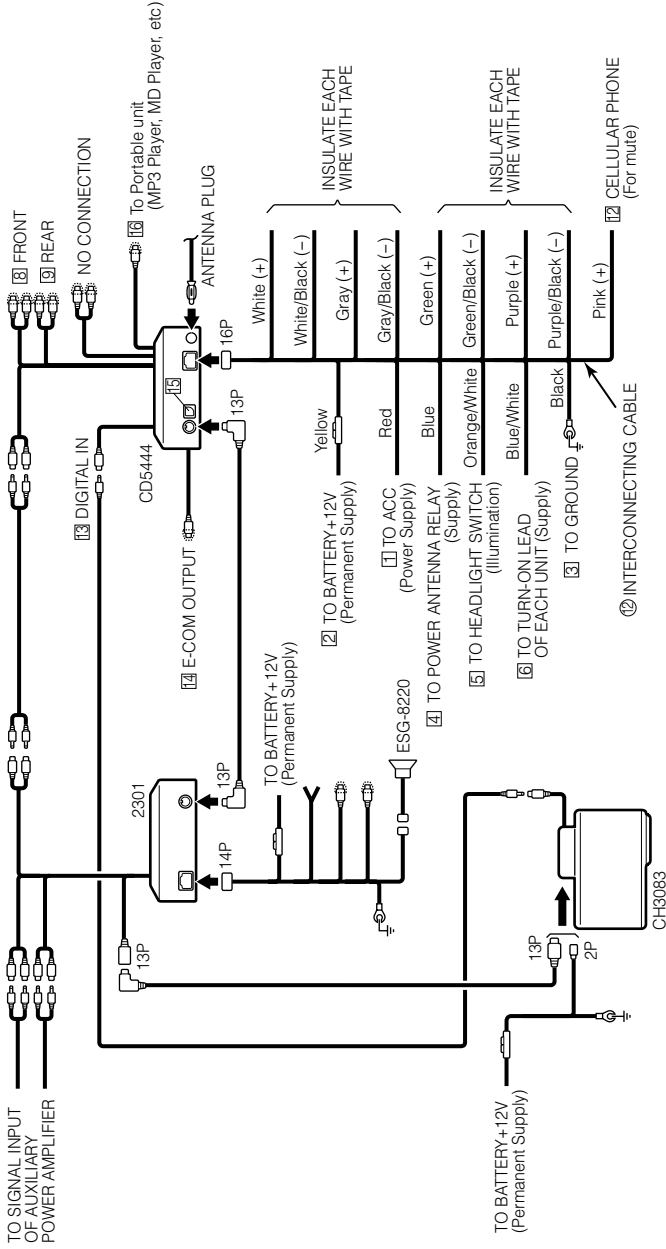 TO SIGNAL INPUT
OF AUXILIARY
POWER AMPLIFIER
13P
2301
14P
13P
TO BATTERY+12V
(Permanent Supply)
ESG-8220
TO BATTERY+12V
(Permanent Supply)
13P
2P
CH3083
8 FRONT
9 REAR
NO CONNECTION
16 To Portable unit
(MP3 Player, MD Player, etc)
ANTENNA PLUG
13 DIGITAL IN
CD5444
15
16P
13P
14 E-COM OUTPUT
White (+)
White/Black (−)
Gray (+)
Gray/Black (−)
INSULATE EACH
WIRE WITH TAPE
Green (+)
Green/Black (−)
Purple (+)
Purple/Black (−)
INSULATE EACH
WIRE WITH TAPE
Pink (+)
12 CELLULAR PHONE
(For mute)
Yellow
2 TO BATTERY+12V
(Permanent Supply)
Red
1 TO ACC
(Power Supply)
Blue
4 TO POWER ANTENNA RELAY
(Supply)
Orange/White
5 TO HEADLIGHT SWITCH
(Illumination)
Blue/White
6 TO TURN-ON LEAD
OF EACH UNIT (Supply)
Black
3 TO GROUND
⑫ INTERCONNECTING CABLE